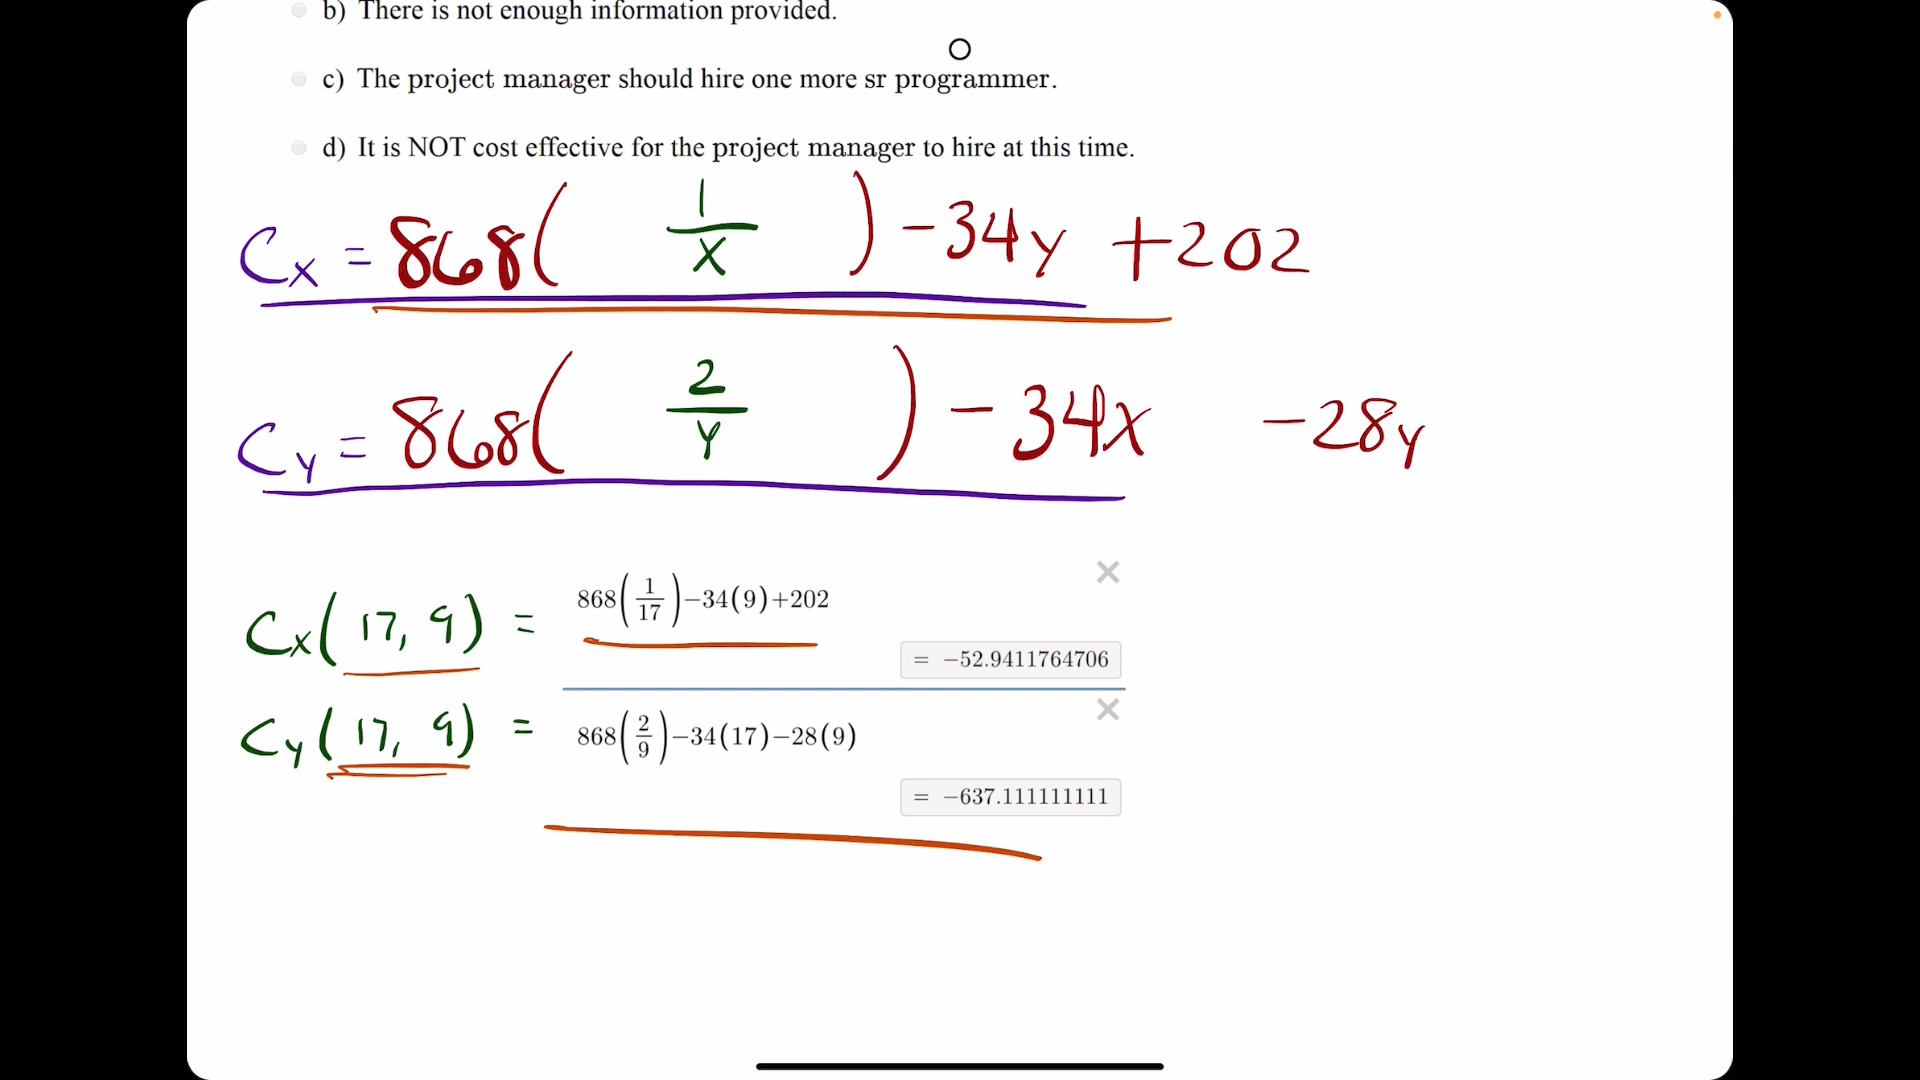 b) There is not enough information provided.
c) The project manager should hire one more sr programmer.
d) It is NOT cost effective for the project manager to hire at this time.
Cx = 868( 1/x ) -34y +202
Cy = 868( 2/y ) - 34x -28y
Cx( 17, 9) = 868(1/17)−34(9)+202
= −52.9411764706
Cy( 17, 9) = 868(2/9)−34(17)−28(9)
= −637.111111111